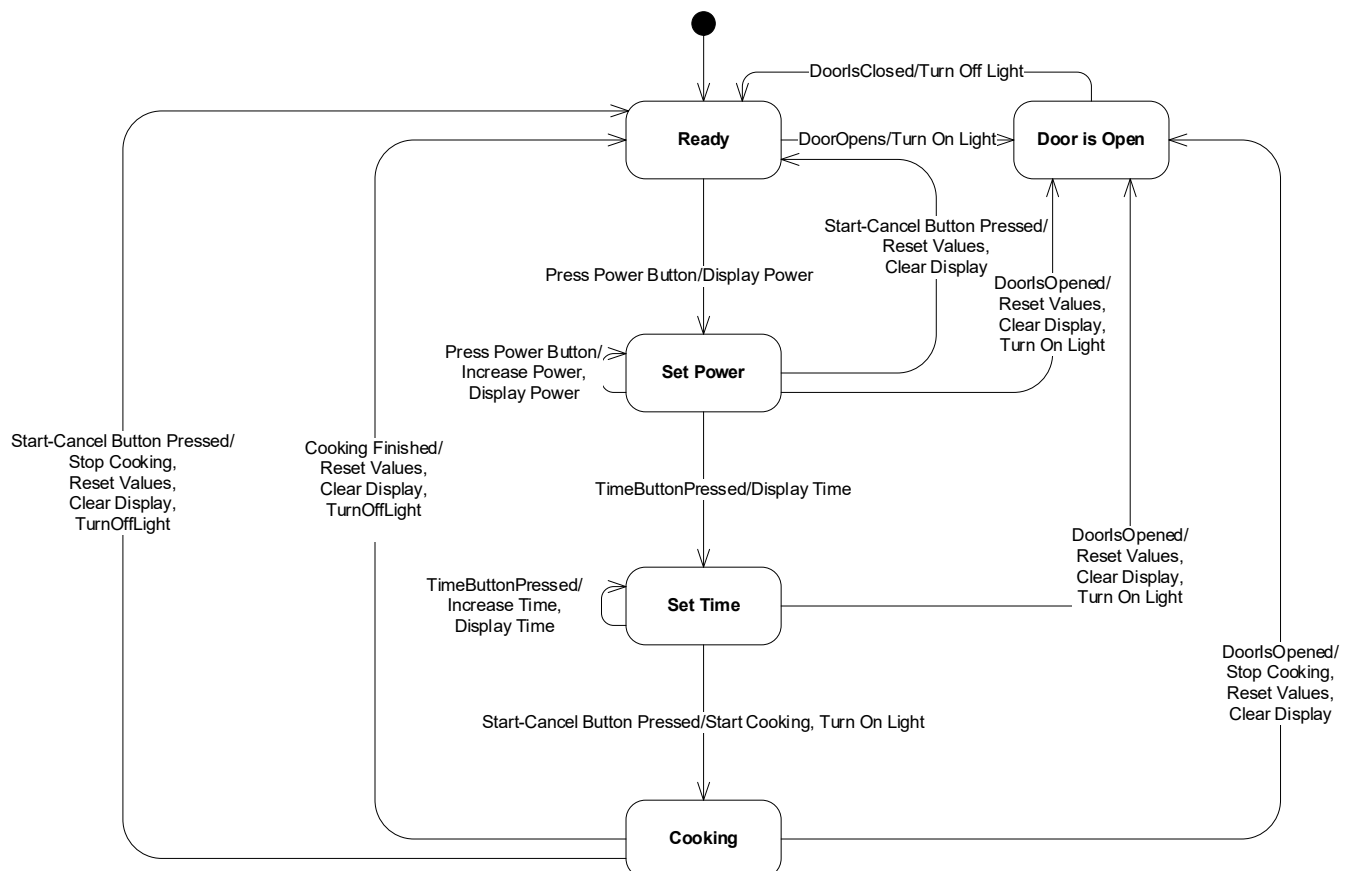 DoorIsClosed/Turn Off Light
Ready
DoorOpens/Turn On Light
Door is Open
Start-Cancel Button Pressed/
Reset Values,
Clear Display
Press Power Button/Display Power
DoorIsOpened/
Reset Values,
Clear Display,
Turn On Light
Press Power Button/
Increase Power,
Display Power
Set Power
Start-Cancel Button Pressed/
Stop Cooking,
Reset Values,
Clear Display,
TurnOffLight
Cooking Finished/
Reset Values,
Clear Display,
TurnOffLight
TimeButtonPressed/Display Time
DoorIsOpened/
Reset Values,
Clear Display,
Turn On Light
TimeButtonPressed/
Increase Time,
Display Time
Set Time
DoorIsOpened/
Stop Cooking,
Reset Values,
Clear Display
Start-Cancel Button Pressed/Start Cooking, Turn On Light
Cooking